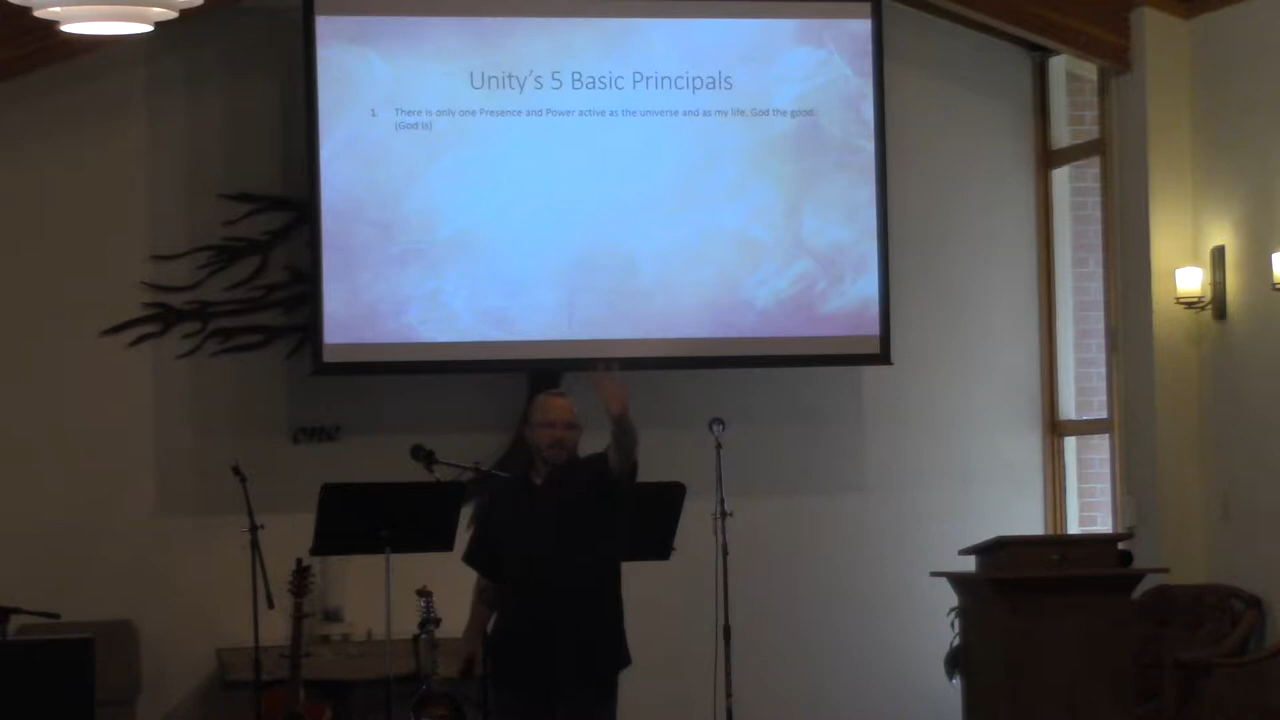 Unity's 5 Basic Principals
1. There is only one Presence and Power active as the universe and as my life, God the good.
(God Is)
one